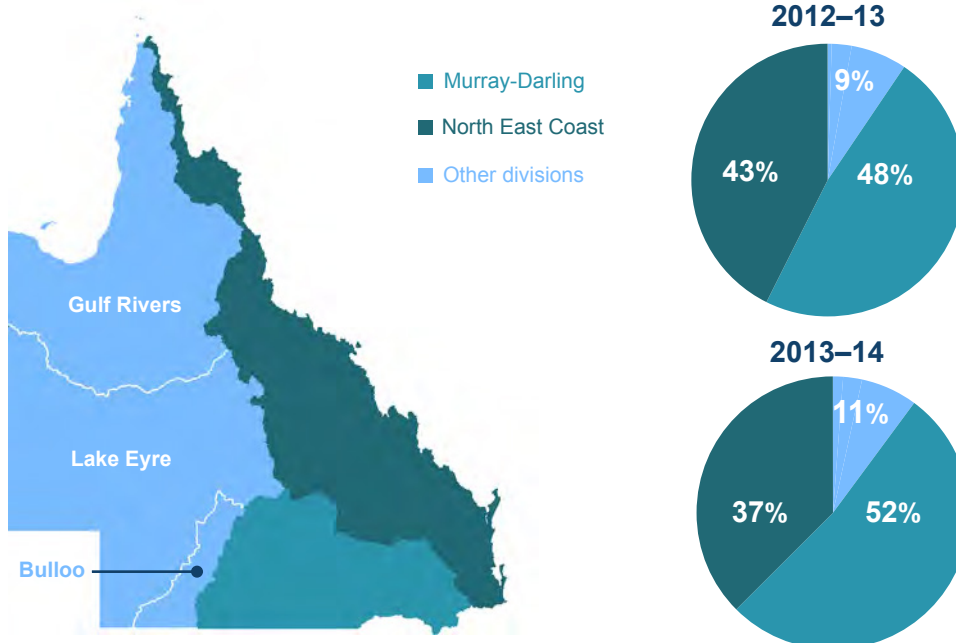 2012–13
Murray-Darling
North East Coast
Other divisions
9%
43%
48%
Gulf Rivers
2013–14
11%
37%
52%
Lake Eyre
Bulloo